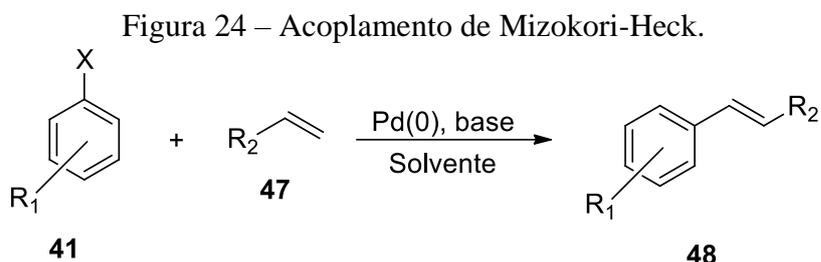 Figura 24 – Acoplamento de Mizokori-Heck.
X
R1
41
+
R2
47
Pd(0), base
Solvente
R2
R1
48